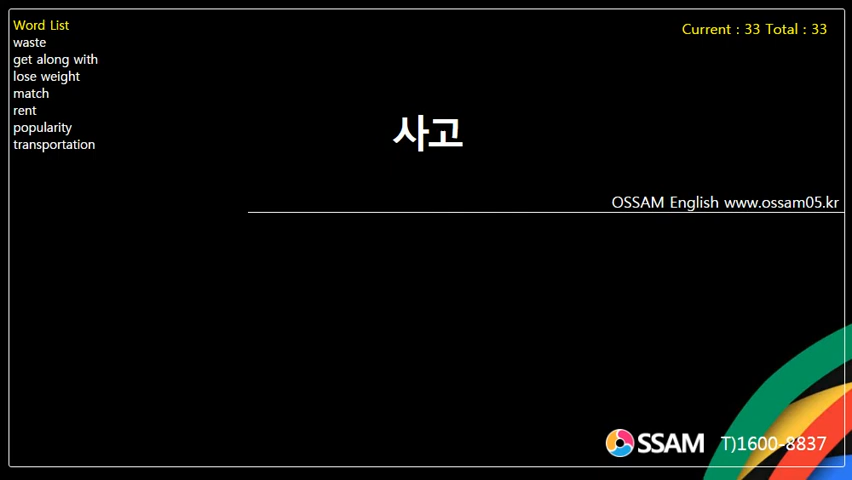 Word List
waste
get along with
lose weight
match
rent
popularity
transportation
Current : 33 Total : 33
사고
OSSAM English www.ossam05.kr
OSSAM T)1600-8837